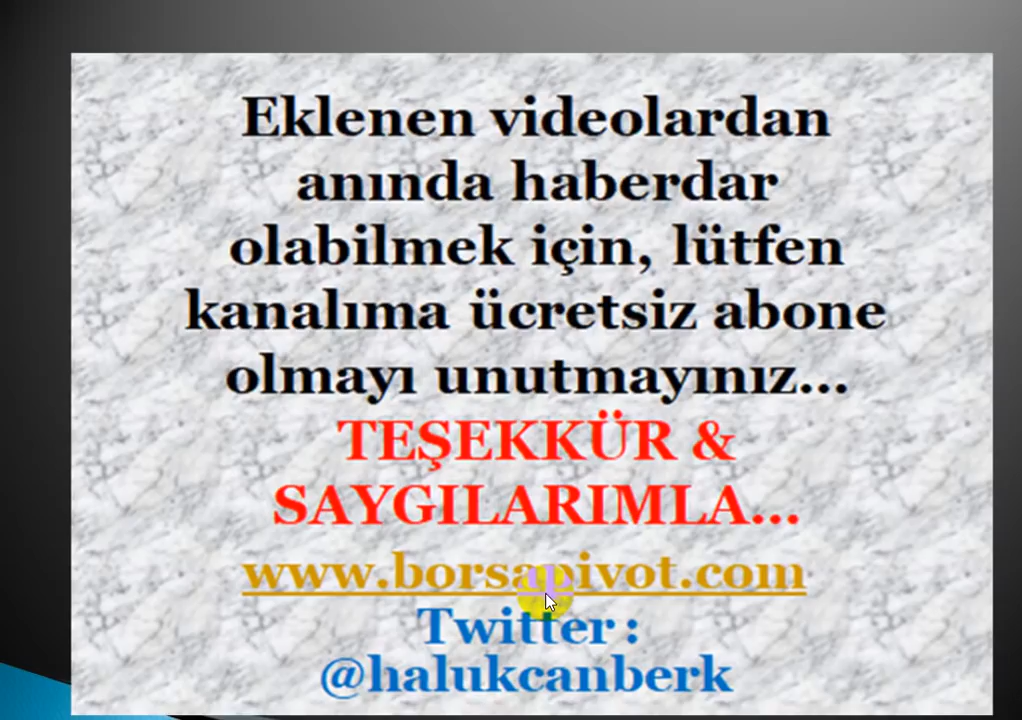 Eklenen videolardan
anında haberdar
olabilmek için, lütfen
kanalıma ücretsiz abone
olmayı unutmayınız...
TEŞEKKÜR &
SAYGILARIMLA...
www.borsapivot.com
Twitter :
@halukcanberk